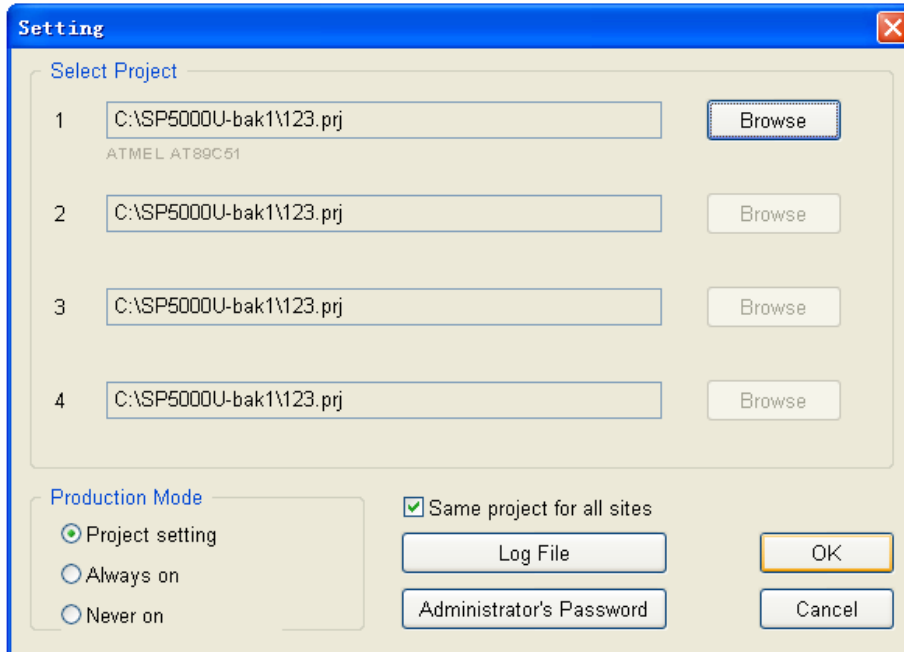 Setting
Select Project
1 C:\SP5000U-bak1\123.prj Browse
ATMEL AT89C51
2 C:\SP5000U-bak1\123.prj Browse
3 C:\SP5000U-bak1\123.prj Browse
4 C:\SP5000U-bak1\123.prj Browse
Production Mode
Project setting
Always on
Never on
Same project for all sites
Log File
OK
Administrator's Password
Cancel